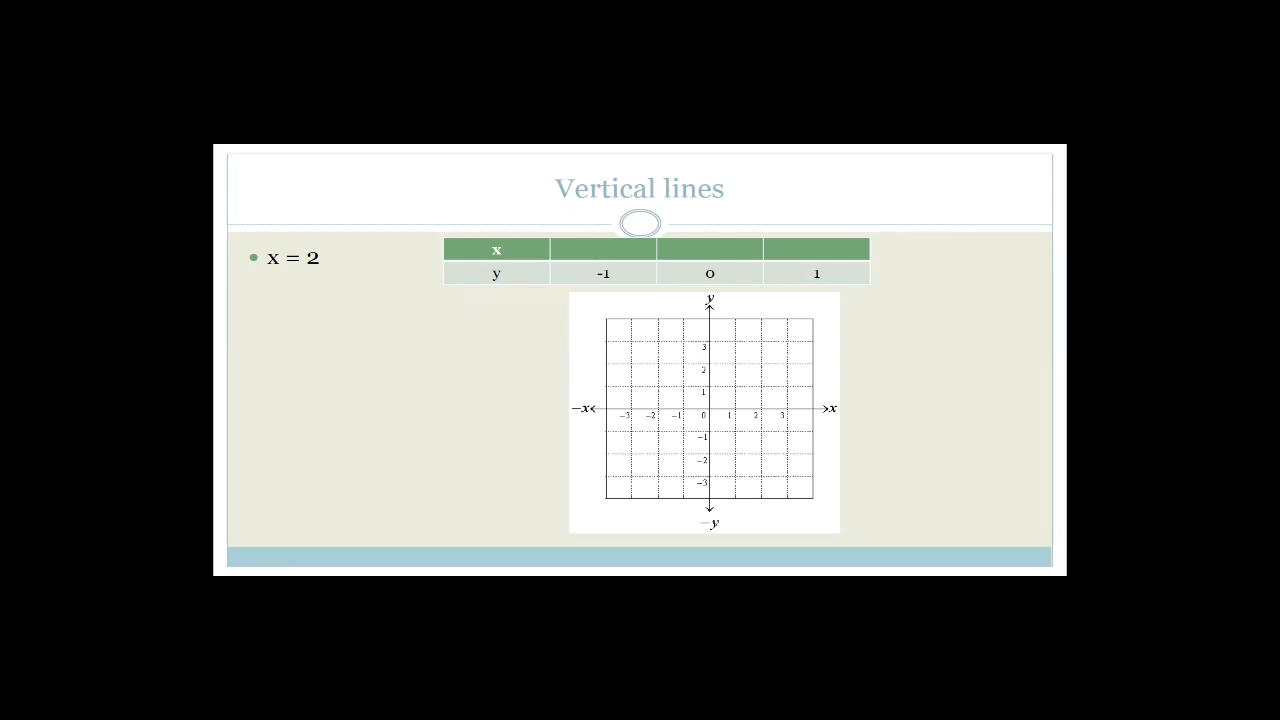 Vertical lines
• x = 2
x
y -1 0 1
y
3
2
1
−x −3 −2 −1 0 1 2 3 x
−1
−2
−3
−y